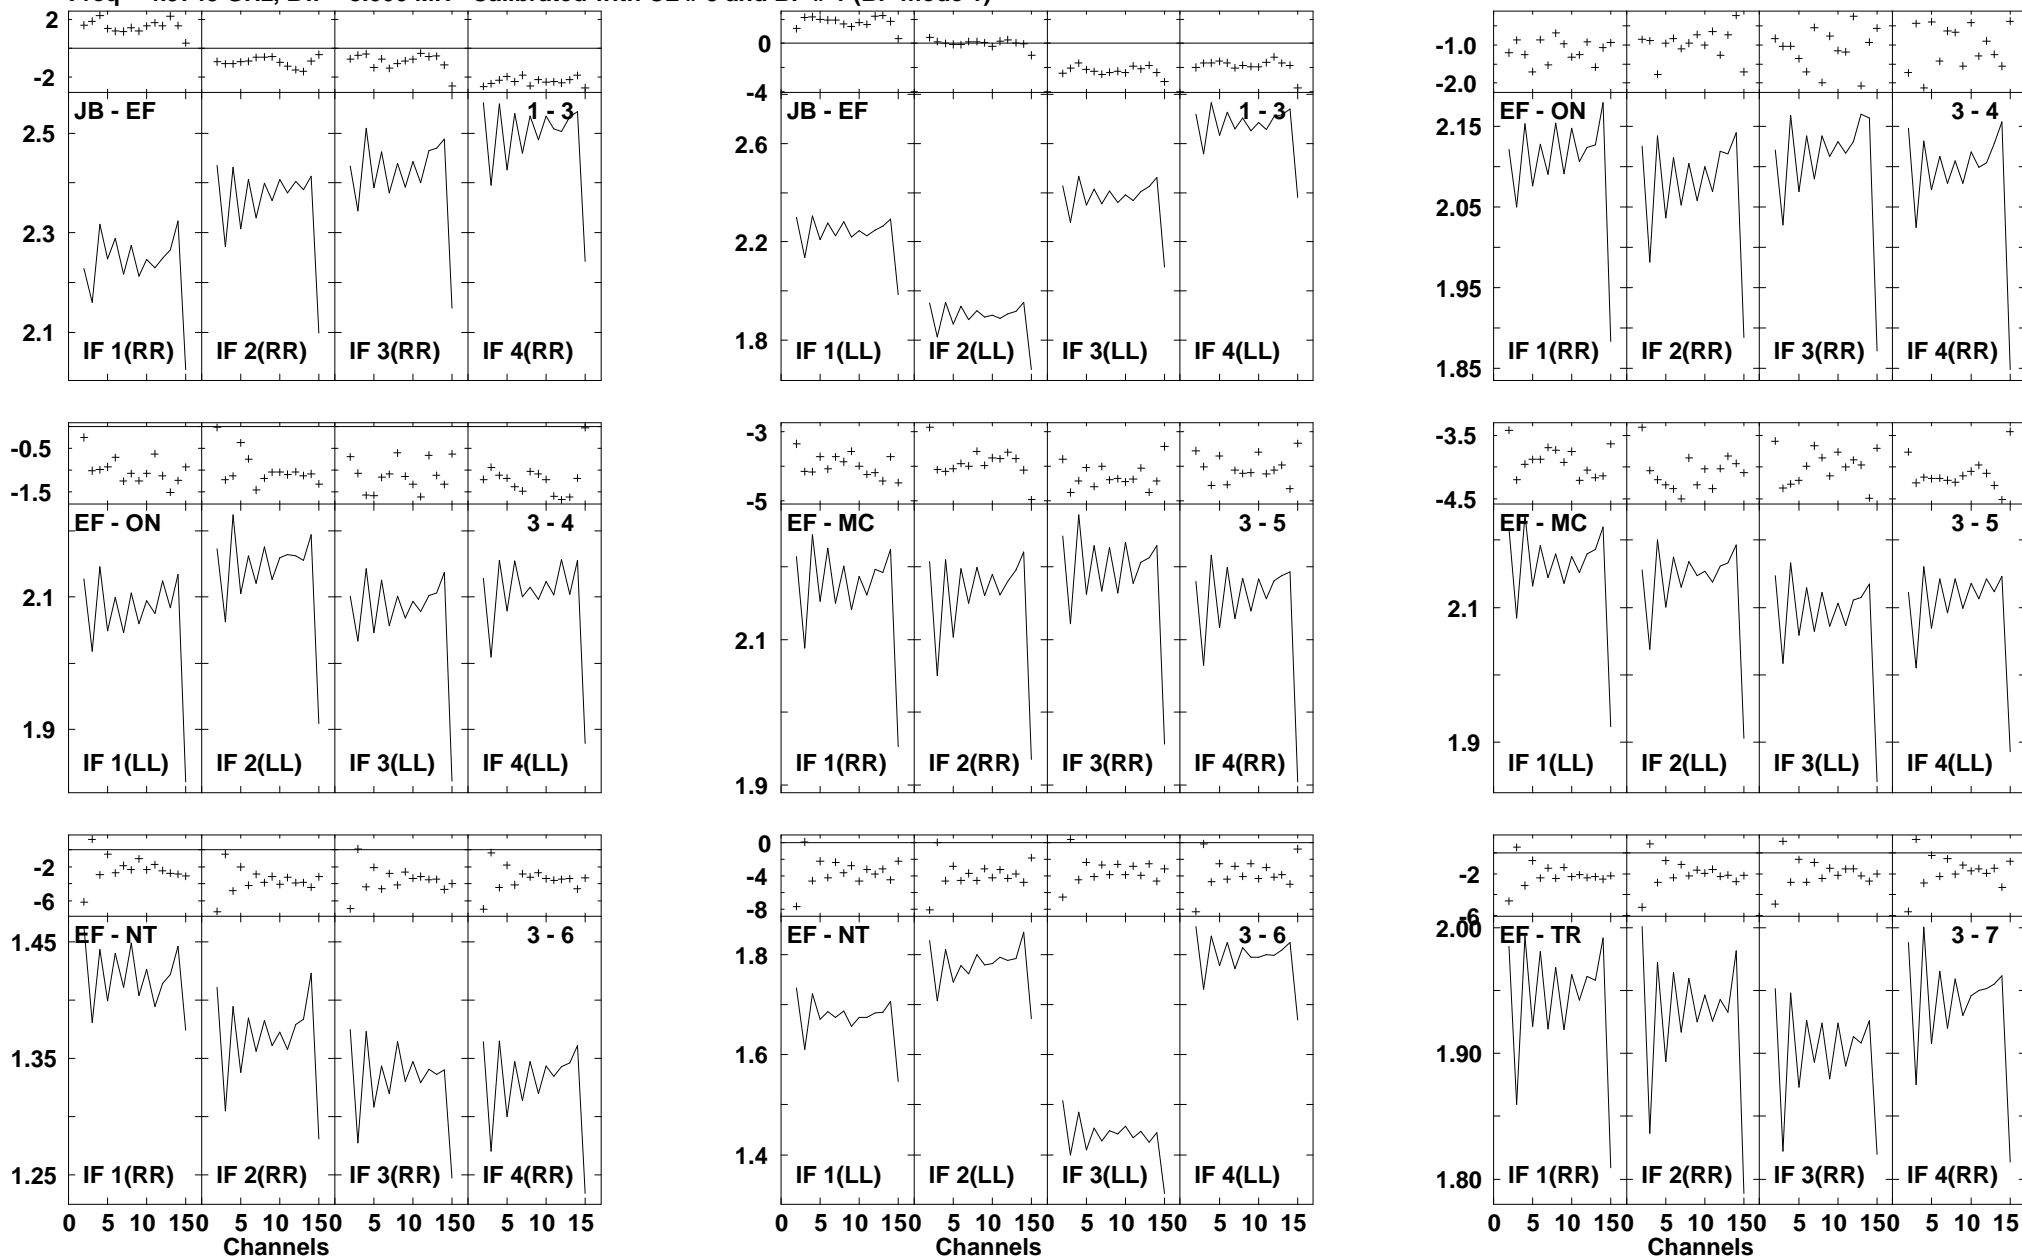 2
-2
JB - EF
1 - 3
2.5
2.3
2.1
IF 1(RR) IF 2(RR) IF 3(RR) IF 4(RR)
0
-4
JB - EF
1 - 3
2.6
2.2
1.8
IF 1(LL) IF 2(LL) IF 3(LL) IF 4(LL)
-1.0
-2.0
EF - ON
3 - 4
2.15
2.05
1.95
1.85
IF 1(RR) IF 2(RR) IF 3(RR) IF 4(RR)
-0.5
-1.5
EF - ON
3 - 4
2.1
1.9
IF 1(LL) IF 2(LL) IF 3(LL) IF 4(LL)
-3
-5
EF - MC
3 - 5
2.1
1.9
IF 1(RR) IF 2(RR) IF 3(RR) IF 4(RR)
-3.5
-4.5
EF - MC
3 - 5
2.1
1.9
IF 1(LL) IF 2(LL) IF 3(LL) IF 4(LL)
-2
-6
EF - NT
3 - 6
1.45
1.35
1.25
IF 1(RR) IF 2(RR) IF 3(RR) IF 4(RR)
0 5 10 150 5 10 150 5 10 150 5 10 15
Channels
0
-4
-8
EF - NT
3 - 6
1.8
1.6
1.4
IF 1(LL) IF 2(LL) IF 3(LL) IF 4(LL)
0 5 10 150 5 10 150 5 10 150 5 10 15
Channels
-2
-6
EF - TR
3 - 7
2.00
1.90
1.80
IF 1(RR) IF 2(RR) IF 3(RR) IF 4(RR)
0 5 10 150 5 10 150 5 10 150 5 10 15
Channels